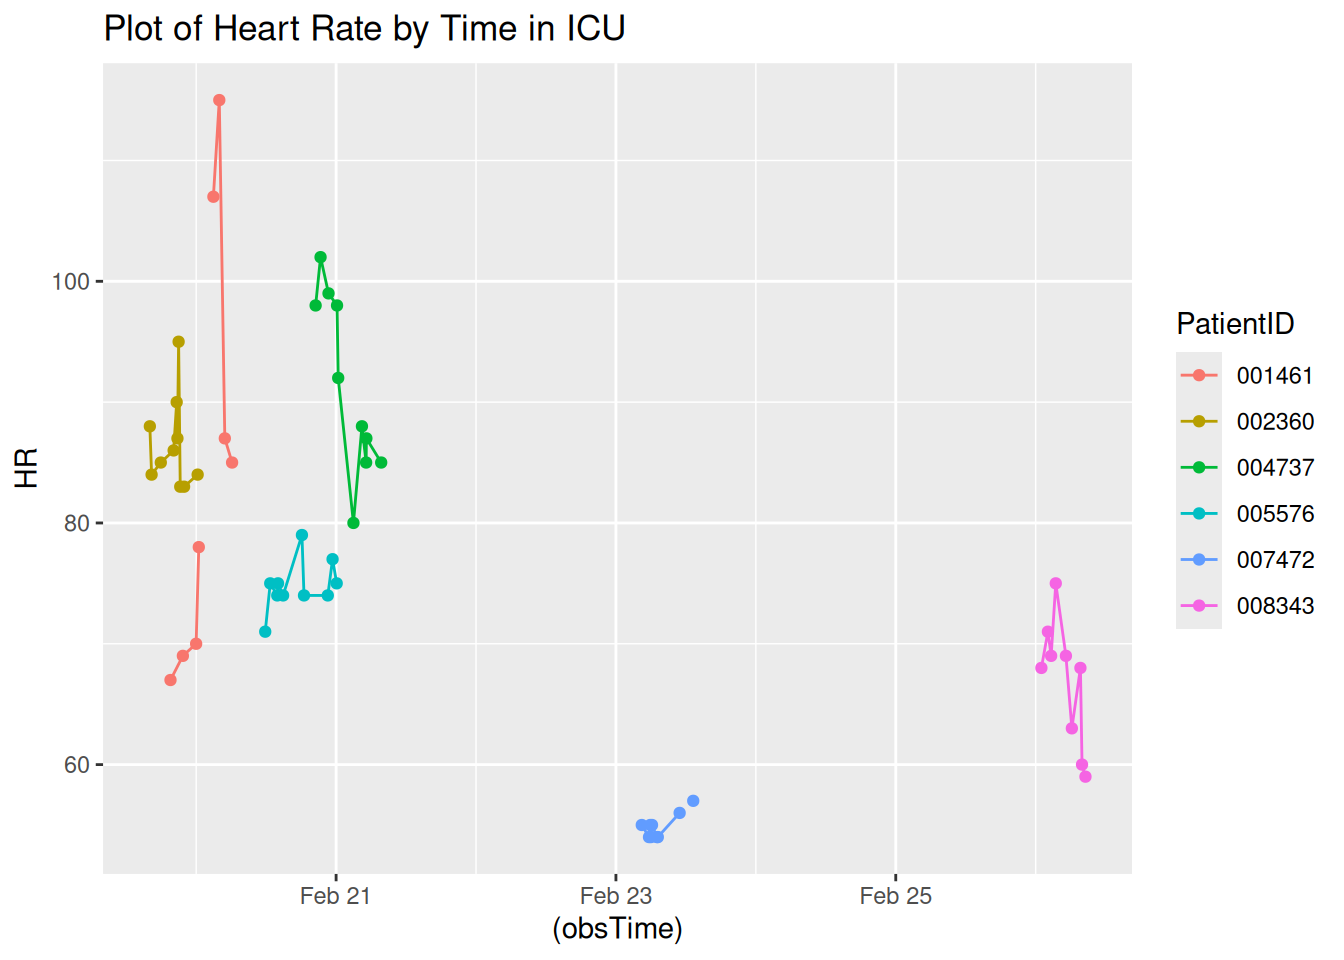 Plot of Heart Rate by Time in ICU
HR
100
80
60
Feb 21
Feb 23
Feb 25
(obsTime)
PatientID
001461
002360
004737
005576
007472
008343